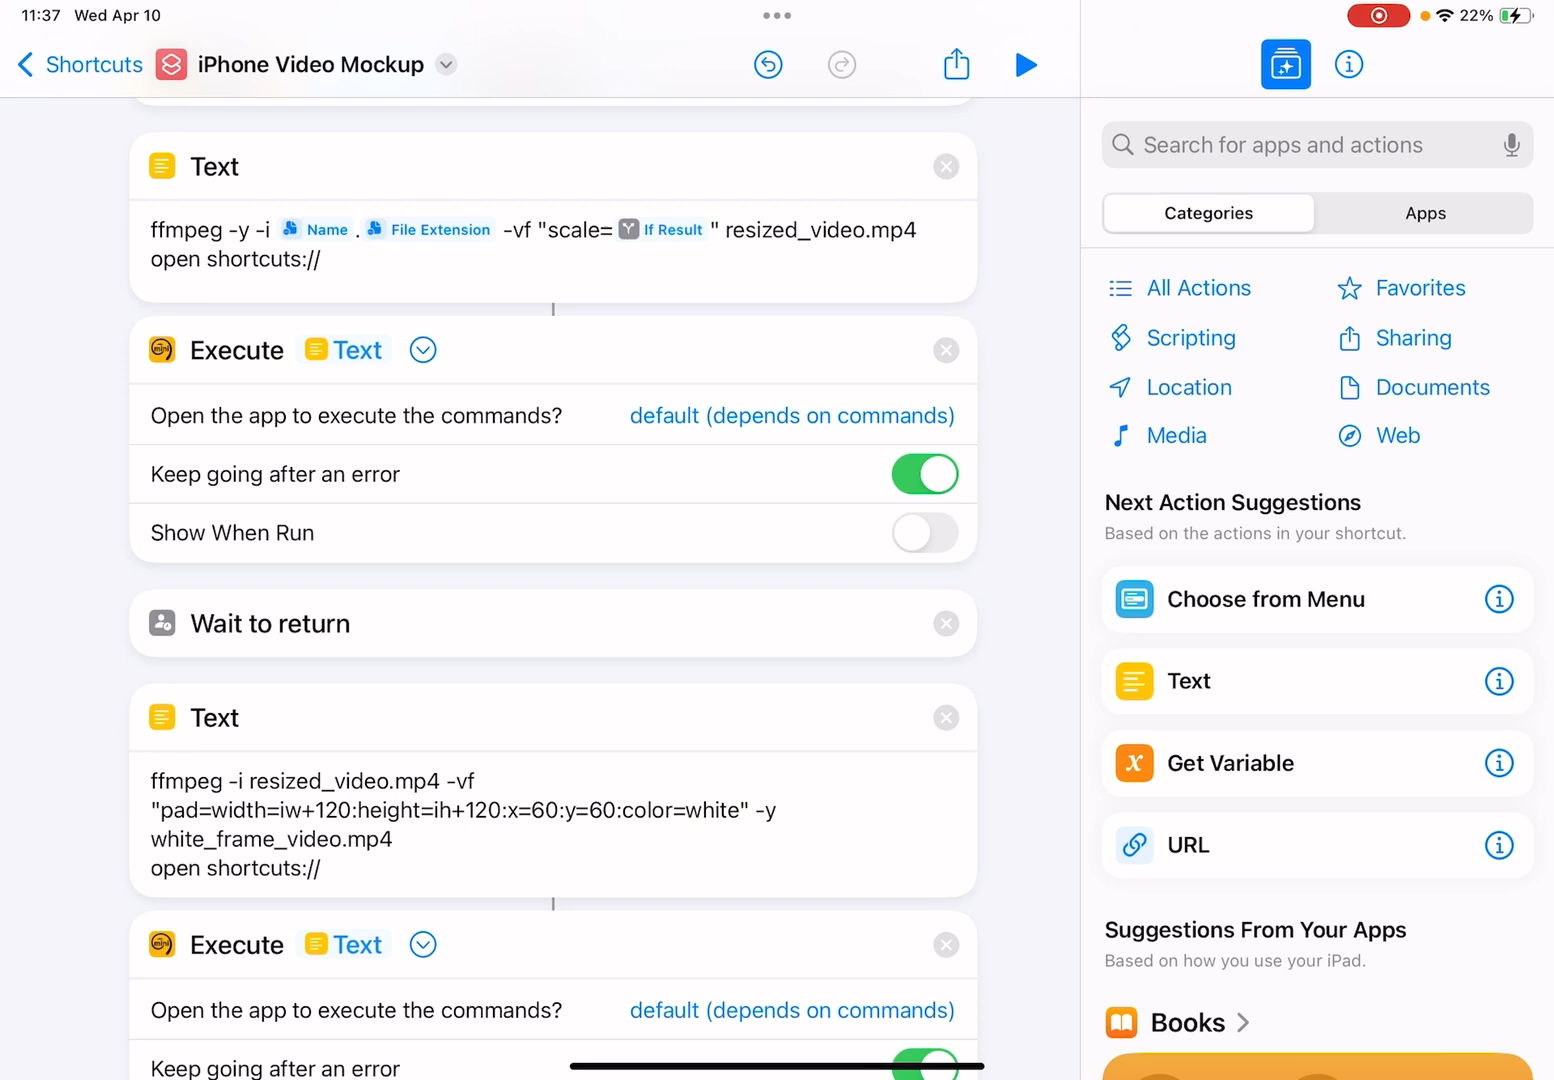 11:37 Wed Apr 10
22%
Shortcuts
iPhone Video Mockup
Text
ffmpeg -y -i Name . File Extension -vf "scale= If Result " resized_video.mp4
open shortcuts://
mini
Execute Text
Open the app to execute the commands? default (depends on commands)
Keep going after an error
Show When Run
Wait to return
Text
ffmpeg -i resized_video.mp4 -vf
"pad=width=iw+120:height=ih+120:x=60:y=60:color=white" -y
white_frame_video.mp4
open shortcuts://
mini
Execute Text
Open the app to execute the commands? default (depends on commands)
Keep going after an error
Search for apps and actions
Categories Apps
All Actions Favorites
Scripting Sharing
Location Documents
Media Web
Next Action Suggestions
Based on the actions in your shortcut.
Choose from Menu
Text
x Get Variable
URL
Suggestions From Your Apps
Based on how you use your iPad.
Books